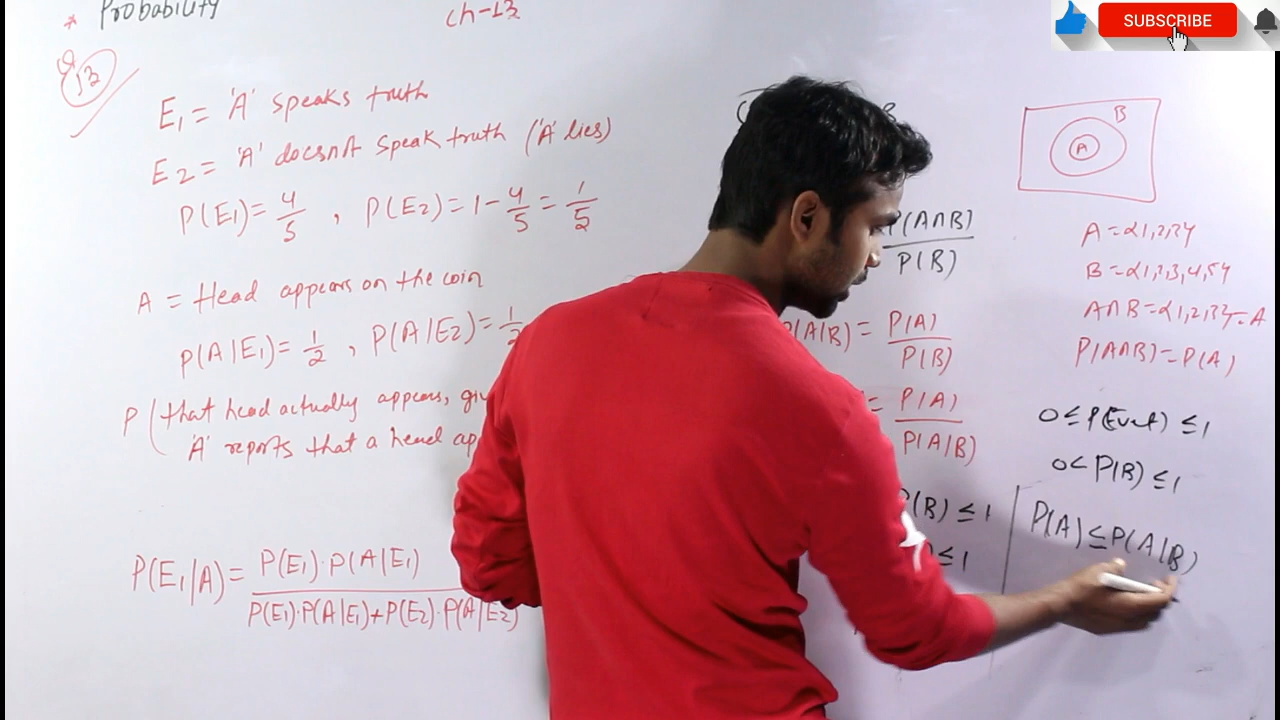 * Probability
Ch-13
SUBSCRIBE
Q 13
E₁ = 'A' speaks truth
E₂ = 'A' doesn't speak truth ('A' lies)
P(E₁) = 4/5 , P(E₂) = 1 - 4/5 = 1/5
A = Head appears on the coin
P(A|E₁) = 1/2 , P(A|E₂) = 1/2
P (that head actually appears,
'A' reports that a head
P(E₁|A) = P(E₁)·P(A|E₁)
P(E₁)·P(A|E₁)+P(E₂)·P(A|E₂)
B
A
P(A∩B)/P(B)
P(A|B) = P(A)/P(B)
= P(A)/P(A|B)
P(B) ≤ 1
≤ 1
A = {1,2,3}
B = {1,2,3,4,5}
A∩B = {1,2,3} = A
P(A∩B) = P(A)
0 ≤ P(Event) ≤ 1
0 < P(B) ≤ 1
P(A) ≤ P(A|B)